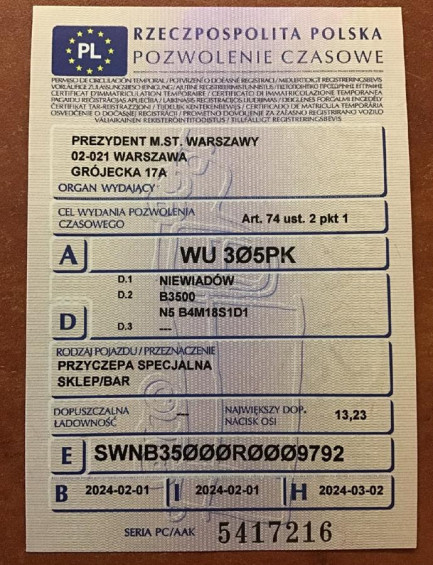 PL
RZECZPOSPOLITA POLSKA
POZWOLENIE CZASOWE
PREZYDENT M.ST. WARSZAWY
02-021 WARSZAWA
GRÓJECKA 17A
ORGAN WYDAJĄCY
CEL WYDANIA POZWOLENIA
CZASOWEGO
Art. 74 ust. 2 pkt 1
A WU 3Ø5PK
D.1 NIEWIADÓW
D.2 B3500
N5 B4M18S1D1
D
D.3 ---
RODZAJ POJAZDU / PRZEZNACZENIE
PRZYCZEPA SPECJALNA
SKLEP/BAR
DOPUSZCZALNA
ŁADOWNOŚĆ
---
NAJWIĘKSZY DOP.
NACISK OSI
13,23
E SWNB35ØØØRØØØ9792
B 2024-02-01 I 2024-02-01 H 2024-03-02
SERIA PC/AAK 5417216